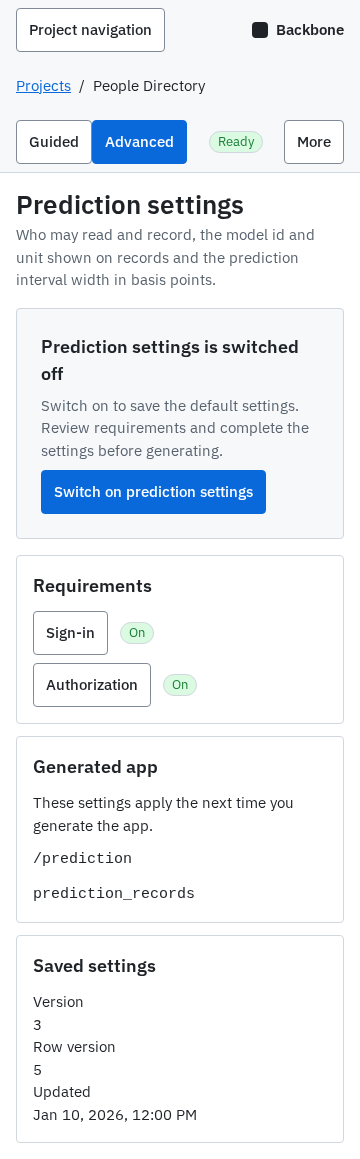 Project navigation
Backbone
Projects / People Directory
Guided
Advanced
Ready
More
Prediction settings
Who may read and record, the model id and
unit shown on records and the prediction
interval width in basis points.
Prediction settings is switched
off
Switch on to save the default settings.
Review requirements and complete the
settings before generating.
Switch on prediction settings
Requirements
Sign-in
On
Authorization
On
Generated app
These settings apply the next time you
generate the app.
/prediction
prediction_records
Saved settings
Version
3
Row version
5
Updated
Jan 10, 2026, 12:00 PM